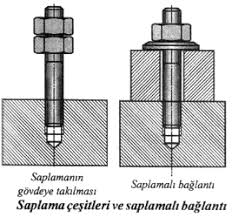 Saplamanın
gövdeye takılması
Saplamalı bağlantı
Saplama çeşitleri ve saplamalı bağlantı